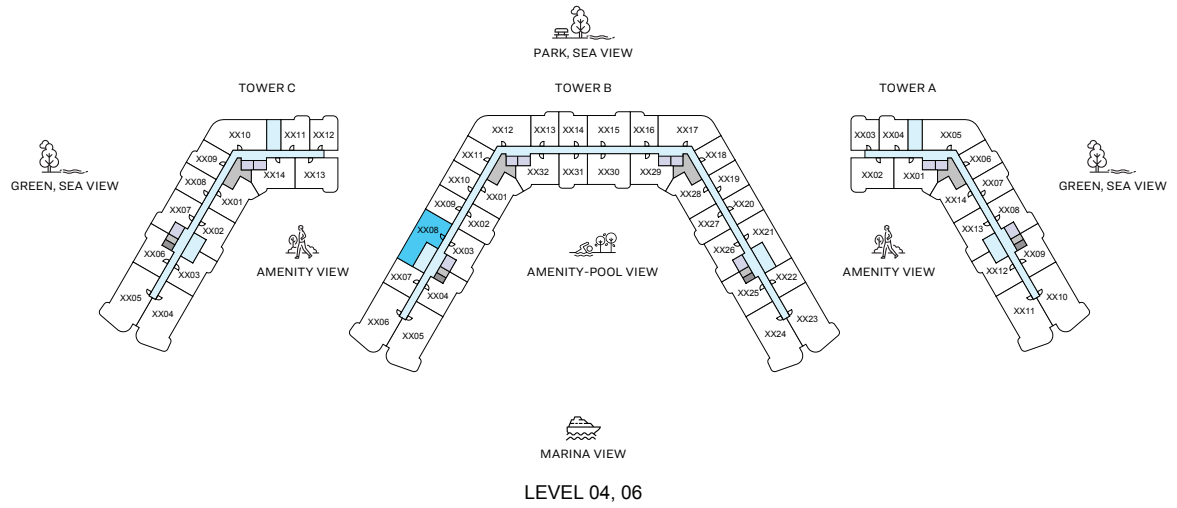 PARK, SEA VIEW
TOWER C
TOWER B
TOWER A
GREEN, SEA VIEW
XX10
XX11
XX12
XX09
XX08
XX14
XX13
XX07
XX01
XX02
XX06
XX03
XX05
XX04
AMENITY VIEW
XX12
XX13
XX14
XX15
XX16
XX17
XX11
XX32
XX31
XX30
XX29
XX18
XX10
XX01
XX28
XX19
XX09
XX02
XX27
XX20
XX08
XX03
XX26
XX21
XX07
XX04
XX25
XX22
XX06
XX05
XX24
XX23
AMENITY-POOL VIEW
XX03
XX04
XX05
XX02
XX01
XX06
XX07
XX14
XX08
XX13
XX09
XX12
XX10
XX11
AMENITY VIEW
GREEN, SEA VIEW
MARINA VIEW
LEVEL 04, 06